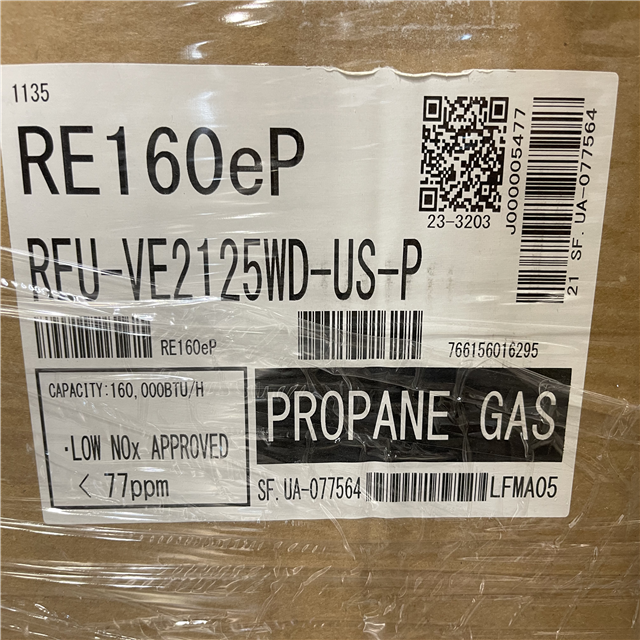 1135
RE160eP
23-3203
J000005477
21 SF. UA-077564
RFU-VE2125WD-US-P
RE160eP
766156016295
CAPACITY:160,000BTU/H
·LOW NOx APPROVED
< 77ppm
PROPANE GAS
SF. UA-077564
LFMA05